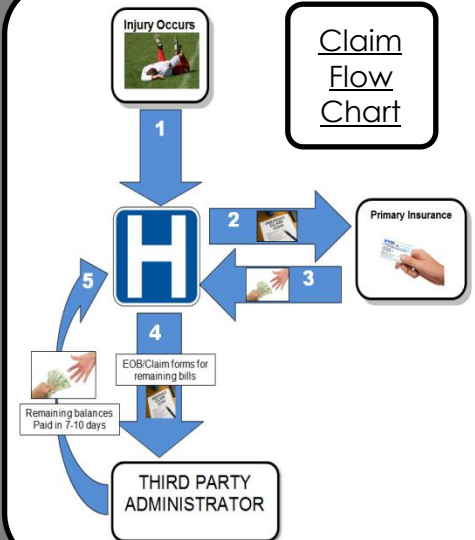 Injury Occurs
Claim
Flow
Chart
1
H
2
Primary Insurance
3
5
4
EOB/Claim forms for
remaining bills
Remaining balances
Paid in 7-10 days
THIRD PARTY
ADMINISTRATOR